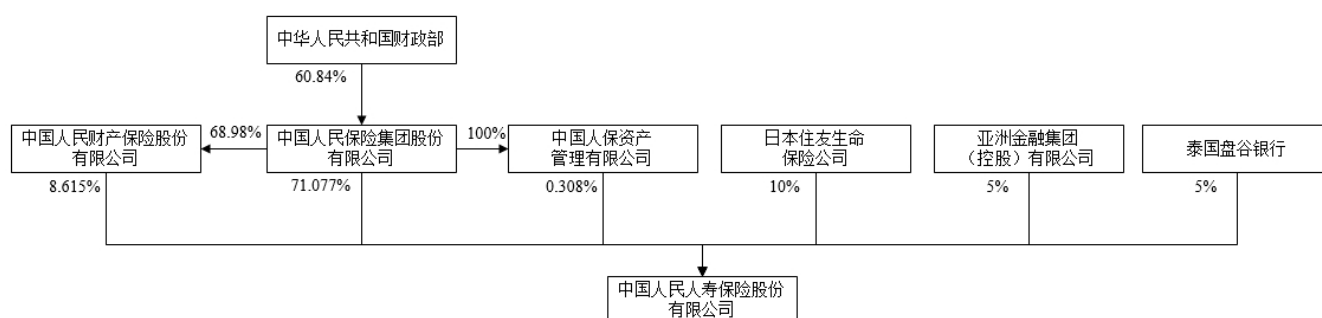 中华人民共和国财政部
60.84%
中国人民财产保险股份
有限公司
68.98%
中国人民保险集团股份
有限公司
100%
中国人保资产
管理有限公司
日本住友生命
保险公司
亚洲金融集团
（控股）有限公司
泰国盘谷银行
8.615%
71.077%
0.308%
10%
5%
5%
中国人民人寿保险股份
有限公司